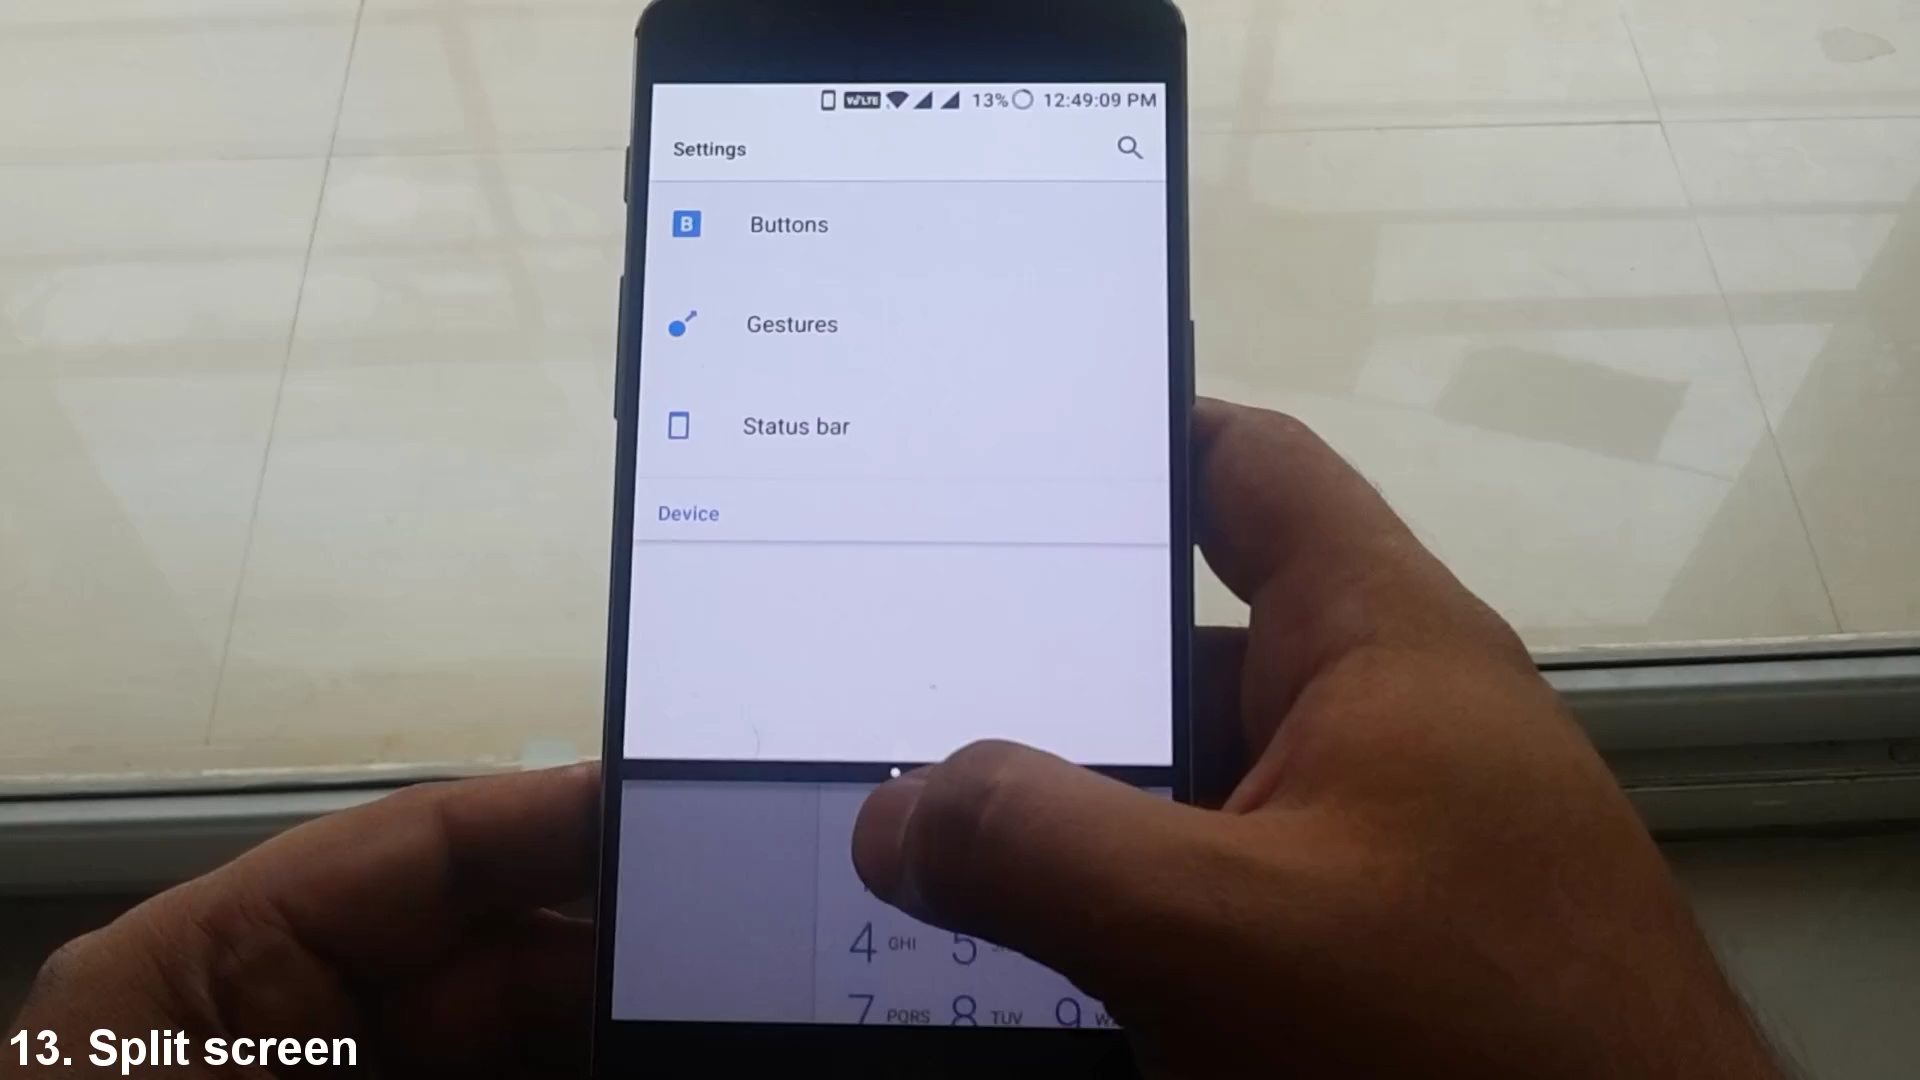 VoLTE 13% 12:49:09 PM
Settings
B Buttons
Gestures
Status bar
Device
4 GHI 5
7 PQRS 8 TUV 9
13. Split screen